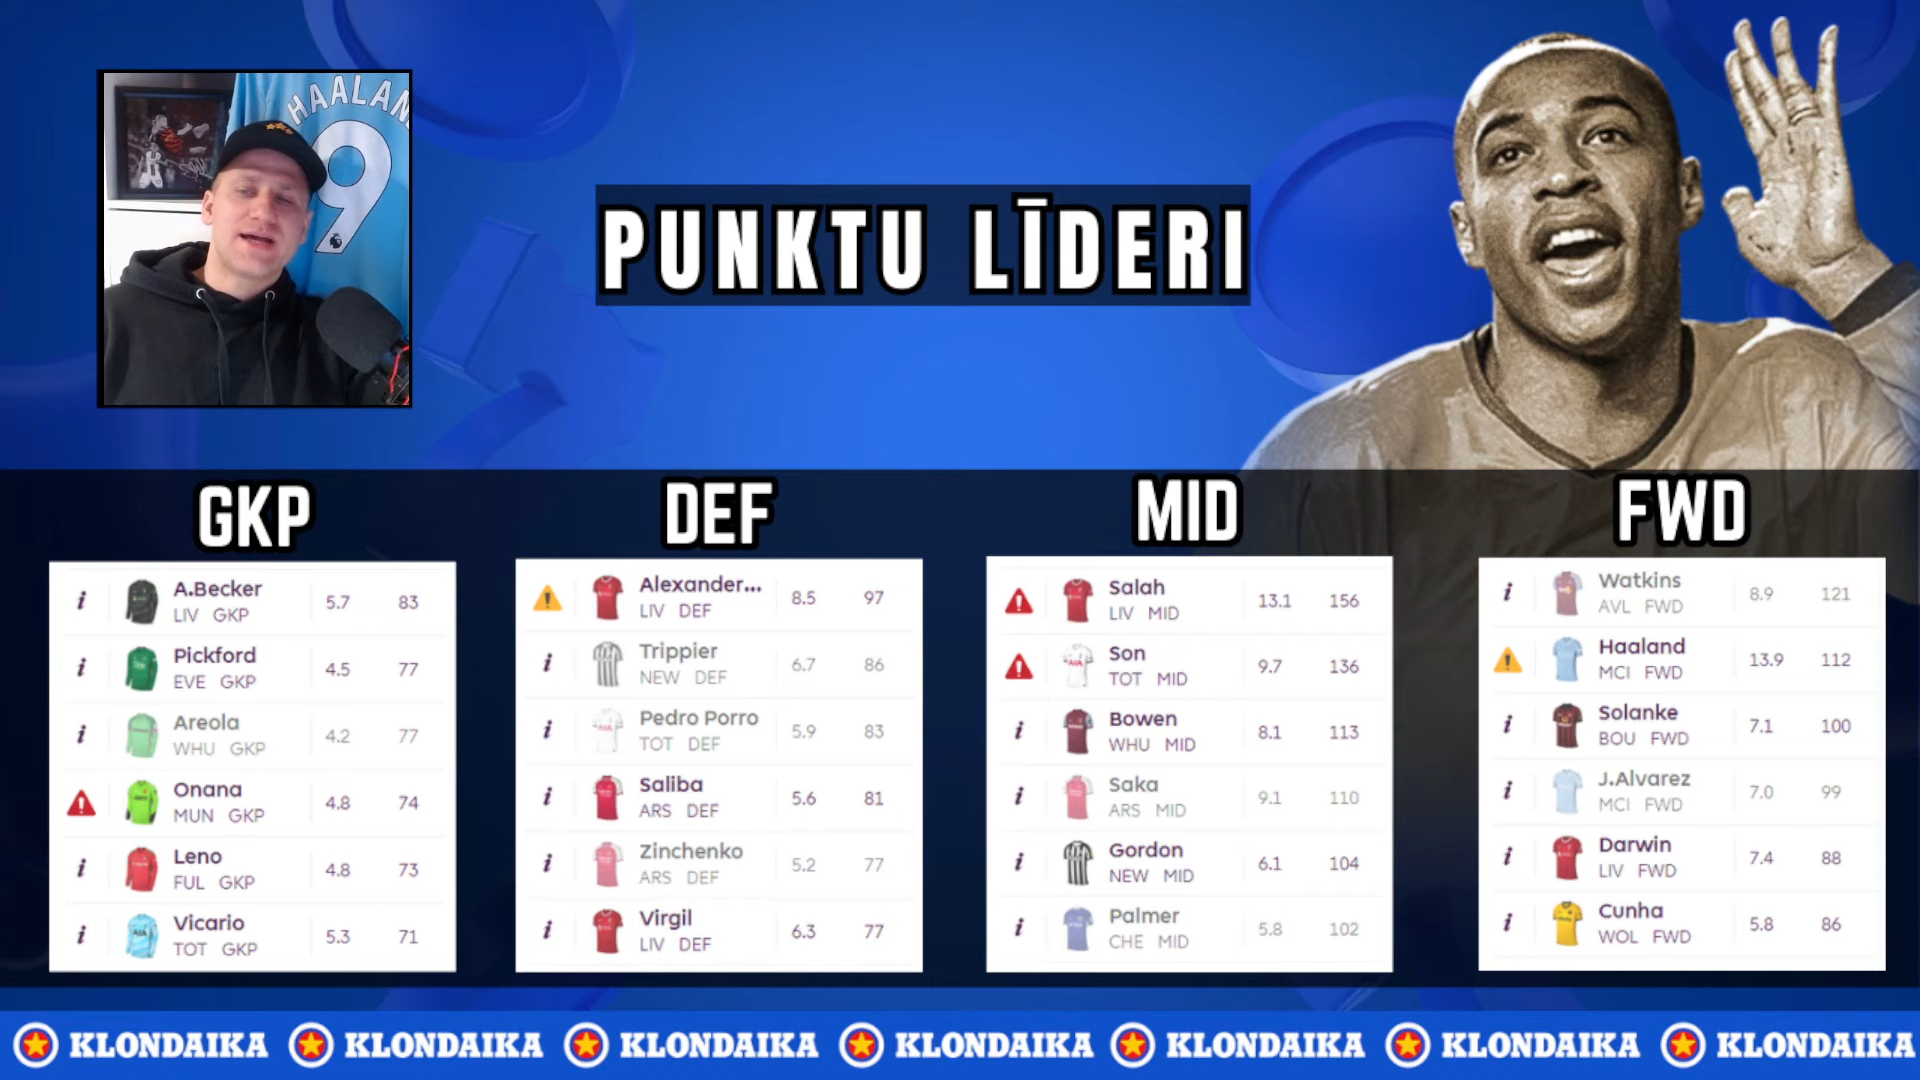 HAALAN
9
PUNKTU LĪDERI
GKP
A.Becker 5.7 83
LIV GKP
Pickford 4.5 77
EVE GKP
Areola 4.2 77
WHU GKP
Onana 4.8 74
MUN GKP
Leno 4.8 73
FUL GKP
Vicario 5.3 71
TOT GKP
DEF
Alexander... 8.5 97
LIV DEF
Trippier 6.7 86
NEW DEF
Pedro Porro 5.9 83
TOT DEF
Saliba 5.6 81
ARS DEF
Zinchenko 5.2 77
ARS DEF
Virgil 6.3 77
LIV DEF
MID
Salah 13.1 156
LIV MID
Son 9.7 136
TOT MID
Bowen 8.1 113
WHU MID
Saka 9.1 110
ARS MID
Gordon 6.1 104
NEW MID
Palmer 5.8 102
CHE MID
FWD
Watkins 8.9 121
AVL FWD
Haaland 13.9 112
MCI FWD
Solanke 7.1 100
BOU FWD
J.Alvarez 7.0 99
MCI FWD
Darwin 7.4 88
LIV FWD
Cunha 5.8 86
WOL FWD
KLONDAIKA KLONDAIKA KLONDAIKA KLONDAIKA KLONDAIKA KLONDAIKA KLONDAIKA